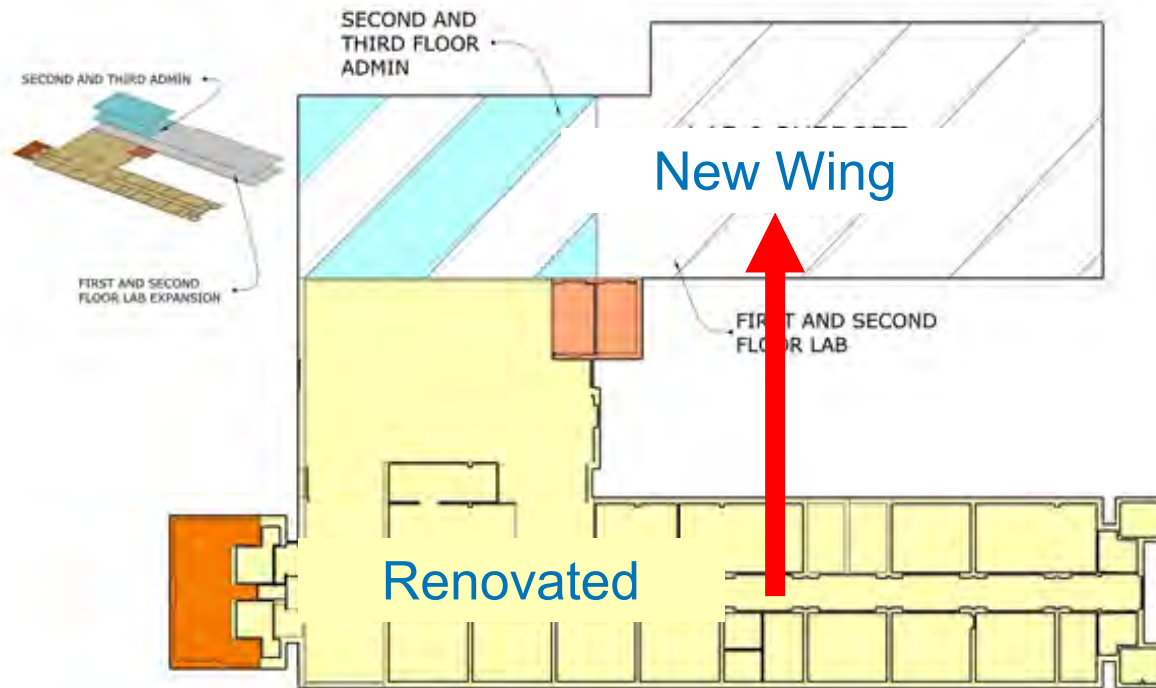 SECOND AND
THIRD FLOOR
ADMIN
SECOND AND THIRD ADMIN
New Wing
FIRST AND SECOND
FLOOR LAB EXPANSION
FIRST AND SECOND
FLOOR LAB
Renovated